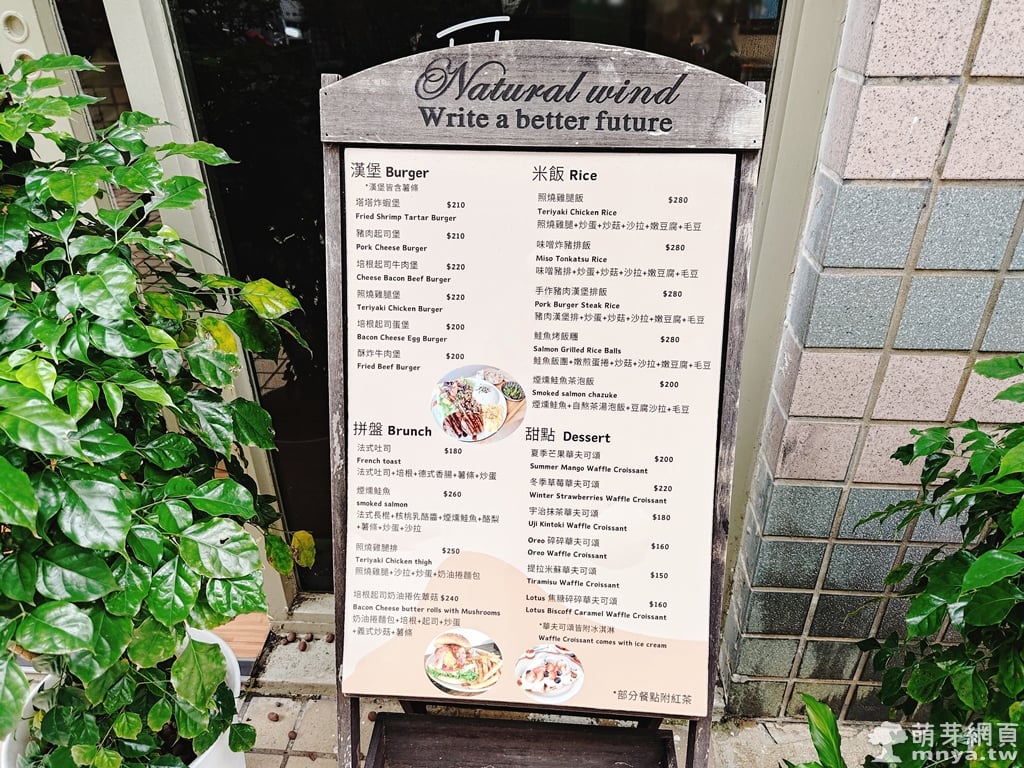 Natural wind
Write a better future
漢堡 Burger
*漢堡皆含薯條
塔塔炸蝦堡 $210
Fried Shrimp Tartar Burger
豬肉起司堡 $210
Pork Cheese Burger
培根起司牛肉堡 $220
Cheese Bacon Beef Burger
照燒雞腿堡 $220
Teriyaki Chicken Burger
培根起司蛋堡 $200
Bacon Cheese Egg Burger
酥炸牛肉堡 $200
Fried Beef Burger
拼盤 Brunch
法式吐司 $180
French toast
法式吐司+培根+德式香腸+薯條+炒蛋
煙燻鮭魚 $260
smoked salmon
法式長棍+核桃乳酪醬+煙燻鮭魚+酪梨
+薯條+炒蛋+沙拉
照燒雞腿排 $250
Teriyaki Chicken thigh
照燒雞腿+沙拉+炒蛋+奶油捲麵包
培根起司奶油捲佐蘑菇 $240
Bacon Cheese butter rolls with Mushrooms
奶油捲麵包+培根+起司+炒蛋
+義式炒菇+薯條
米飯 Rice
照燒雞腿飯 $280
Teriyaki Chicken Rice
照燒雞腿+炒蛋+炒菇+沙拉+嫩豆腐+毛豆
味噌炸豬排飯 $280
Miso Tonkatsu Rice
味噌豬排+炒蛋+炒菇+沙拉+嫩豆腐+毛豆
手作豬肉漢堡排飯 $280
Pork Burger Steak Rice
豬肉漢堡排+炒蛋+炒菇+沙拉+嫩豆腐+毛豆
鮭魚烤飯糰 $280
Salmon Grilled Rice Balls
鮭魚飯團+嫩煎蛋捲+炒菇+沙拉+嫩豆腐+毛豆
煙燻鮭魚茶泡飯 $200
Smoked salmon chazuke
煙燻鮭魚+自熬茶湯泡飯+豆腐沙拉+毛豆
甜點 Dessert
夏季芒果華夫可頌 $200
Summer Mango Waffle Croissant
冬季草莓華夫可頌 $220
Winter Strawberries Waffle Croissant
宇治抹茶華夫可頌 $180
Uji Kintoki Waffle Croissant
Oreo 碎碎華夫可頌 $160
Oreo Waffle Croissant
提拉米蘇華夫可頌 $150
Tiramisu Waffle Croissant
Lotus 焦糖碎碎華夫可頌 $160
Lotus Biscoff Caramel Waffle Croissant
*華夫可頌皆附冰淇淋
Waffle Croissant comes with ice cream
*部分餐點附紅茶
萌芽網頁
mnya.tw